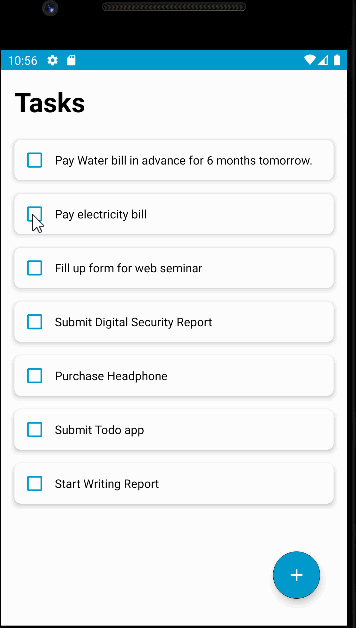 10:56
Tasks
Pay Water bill in advance for 6 months tomorrow.
Pay electricity bill
Fill up form for web seminar
Submit Digital Security Report
Purchase Headphone
Submit Todo app
Start Writing Report
+